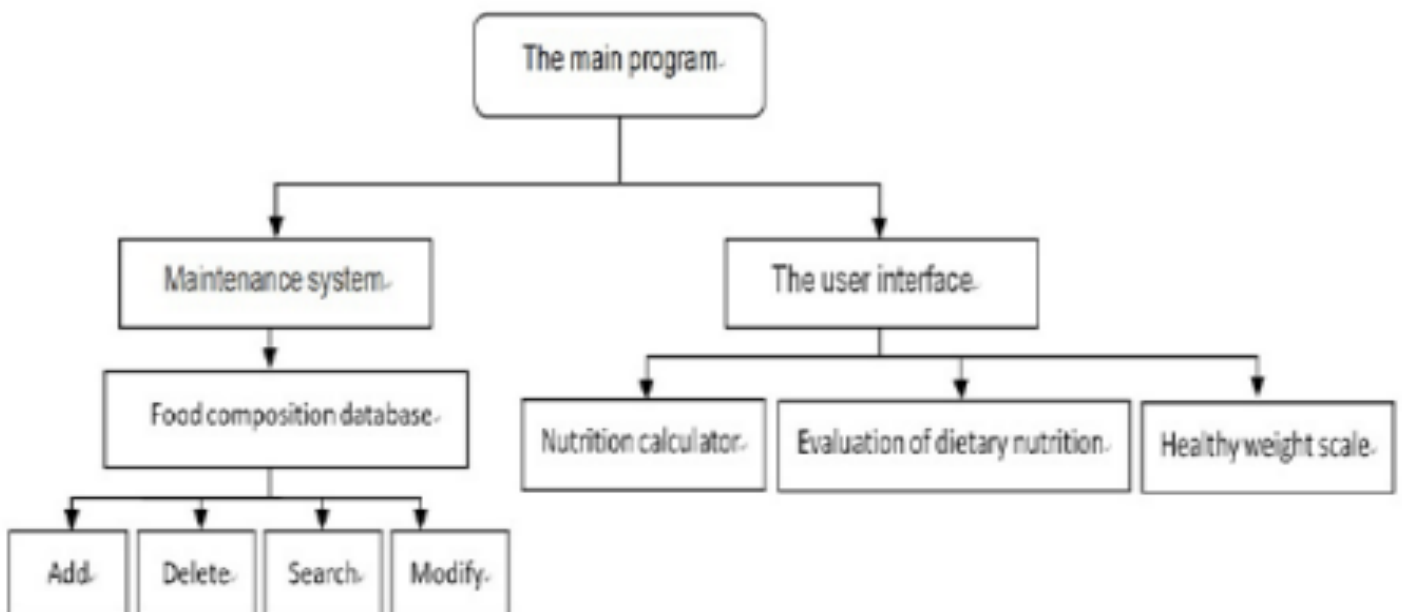 The main program
Maintenance system
The user interface
Food composition database
Nutrition calculator
Evaluation of dietary nutrition
Healthy weight scale
Add
Delete
Search
Modify